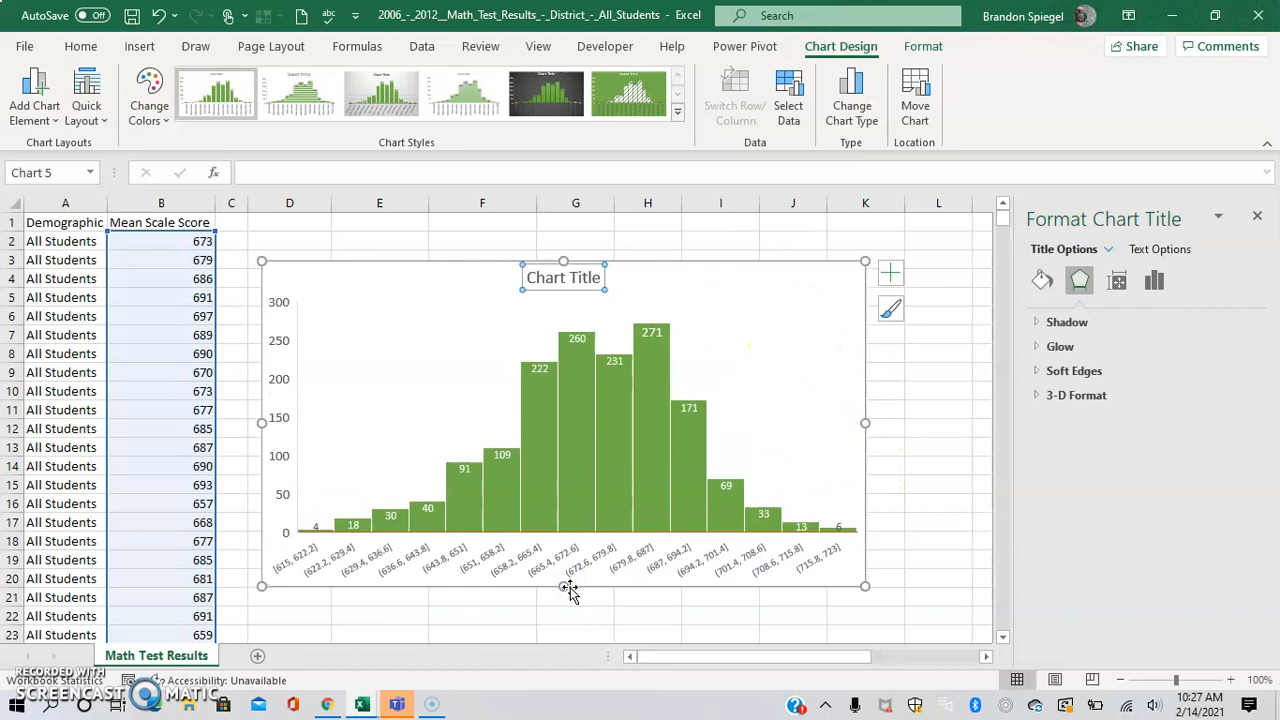 AutoSave Off 2006_-_2012__Math_Test_Results_-_District_-_All_Students - Excel Search Brandon Spiegel
File Home Insert Draw Page Layout Formulas Data Review View Developer Help Power Pivot Chart Design Format Share Comments
Add Chart Element Quick Layout Change Colors Switch Row/Column Select Data Change Chart Type Move Chart
Chart Layouts Chart Styles Data Type Location
Chart 5 fx
A B C D E F G H I J K L
1 Demographic Mean Scale Score
2 All Students 673
3 All Students 679
4 All Students 686
5 All Students 691
6 All Students 697
7 All Students 689
8 All Students 690
9 All Students 670
10 All Students 673
11 All Students 677
12 All Students 685
13 All Students 687
14 All Students 690
15 All Students 693
16 All Students 657
17 All Students 668
18 All Students 677
19 All Students 685
20 All Students 681
21 All Students 687
22 All Students 691
23 All Students 659
Chart Title
300
250
200
150
100
50
0
4 18 30 40 91 109 222 260 231 271 171 69 33 13 6
[615, 622.2] (622.2, 629.4] (629.4, 636.6] (636.6, 643.8] (643.8, 651] (651, 658.2] (658.2, 665.4] (665.4, 672.6] (672.6, 679.8] (679.8, 687] (687, 694.2] (694.2, 701.4] (701.4, 708.6] (708.6, 715.8] (715.8, 723]
Format Chart Title
Title Options Text Options
Shadow
Glow
Soft Edges
3-D Format
Math Test Results
RECORDED WITH
SCREENCAST MATIC
Workbook Statistics Accessibility: Unavailable 100%
10:27 AM
2/14/2021